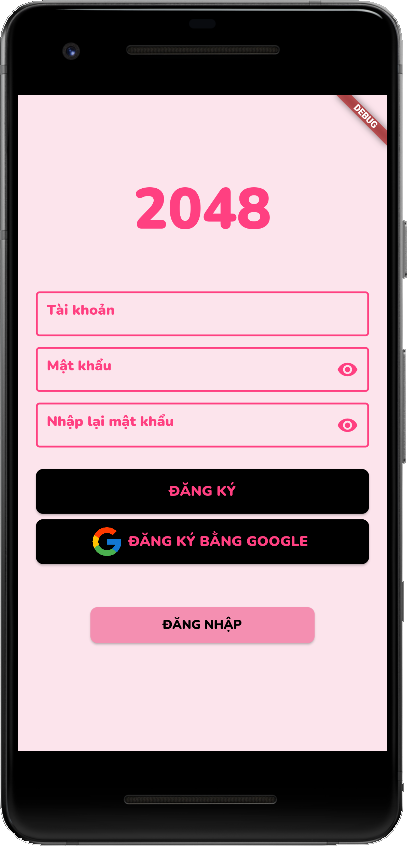 DEBUG
2048
Tài khoản
Mật khẩu
Nhập lại mật khẩu
ĐĂNG KÝ
ĐĂNG KÝ BẰNG GOOGLE
ĐĂNG NHẬP